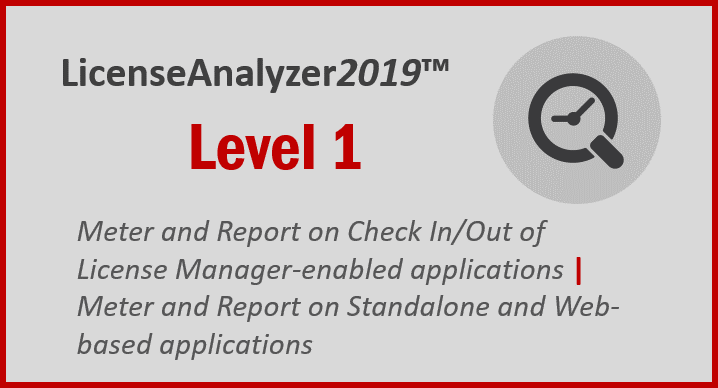 LicenseAnalyzer2019™
Level 1
Meter and Report on Check In/Out of
License Manager-enabled applications |
Meter and Report on Standalone and Web-
based applications